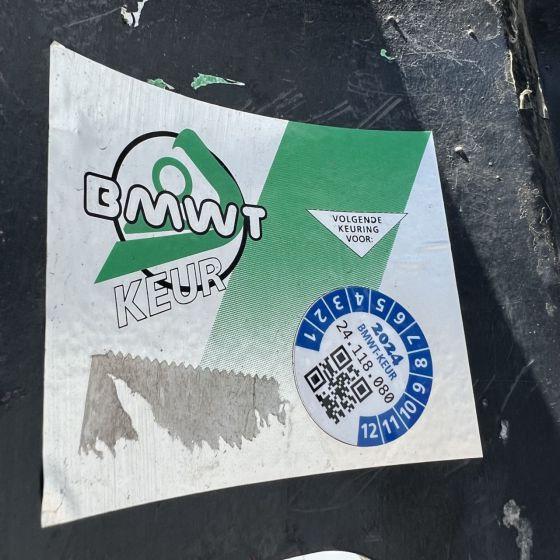 BMWT
KEUR
VOLGENDE
KEURING
VOOR:
1 2 3 4 5 6 7 8 9 10 11 12
2024
BMWT-KEUR
24.118.080